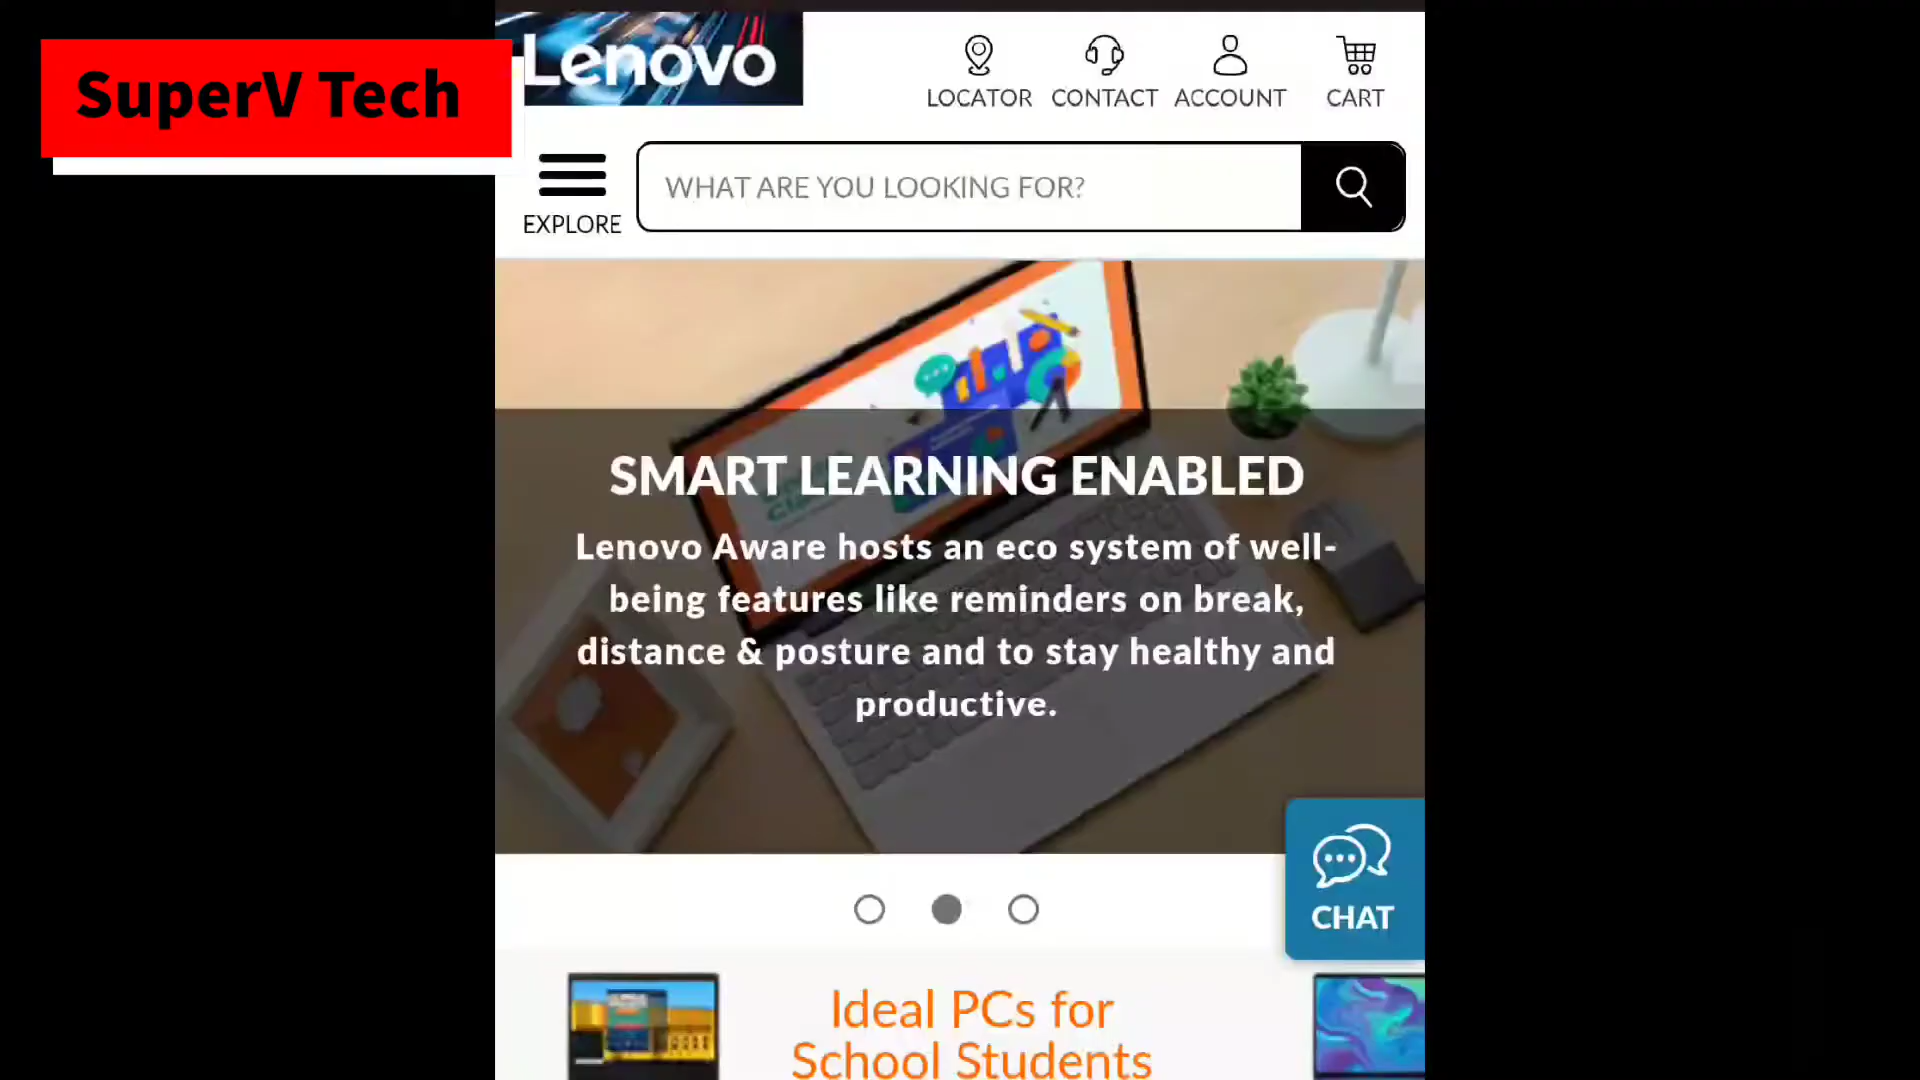 SuperV Tech
Lenovo
LOCATOR CONTACT ACCOUNT CART
WHAT ARE YOU LOOKING FOR?
EXPLORE
SMART LEARNING ENABLED
Lenovo Aware hosts an eco system of well-
being features like reminders on break,
distance & posture and to stay healthy and
productive.
CHAT
Ideal PCs for
School Students